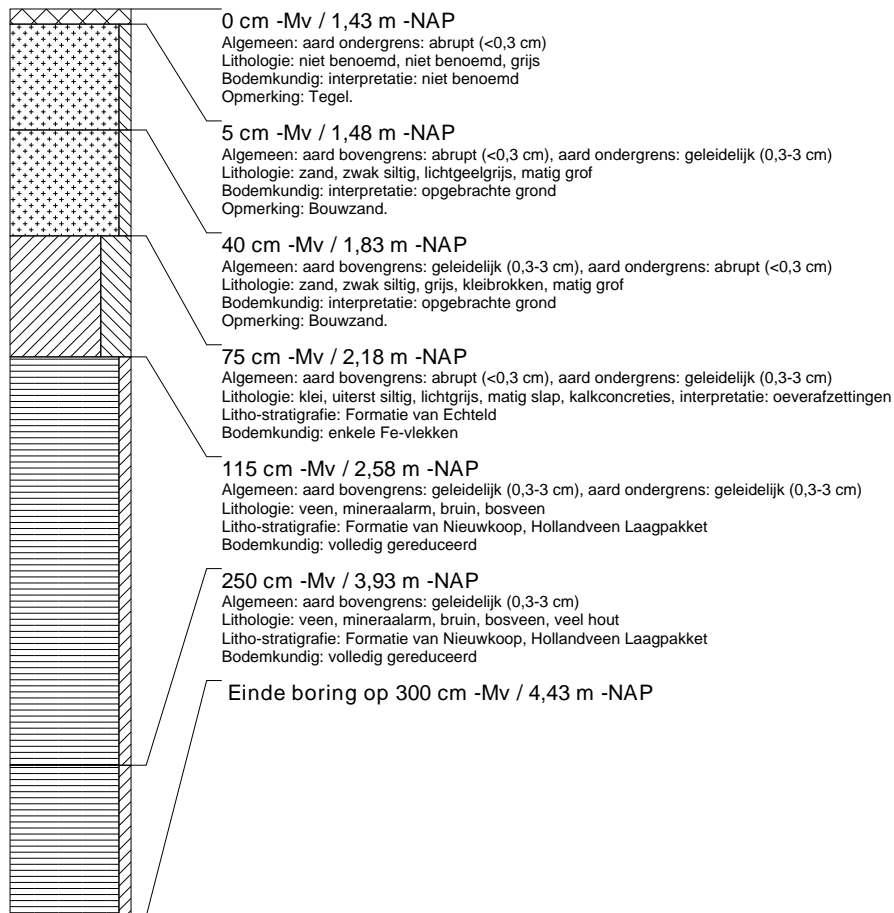 0 cm -Mv / 1,43 m -NAP
Algemeen: aard ondergrens: abrupt (<0,3 cm)
Lithologie: niet benoemd, niet benoemd, grijs
Bodemkundig: interpretatie: niet benoemd
Opmerking: Tegel.
5 cm -Mv / 1,48 m -NAP
Algemeen: aard bovengrens: abrupt (<0,3 cm), aard ondergrens: geleidelijk (0,3-3 cm)
Lithologie: zand, zwak siltig, lichtgeelgrijs, matig grof
Bodemkundig: interpretatie: opgebrachte grond
Opmerking: Bouwzand.
40 cm -Mv / 1,83 m -NAP
Algemeen: aard bovengrens: geleidelijk (0,3-3 cm), aard ondergrens: abrupt (<0,3 cm)
Lithologie: zand, zwak siltig, grijs, kleibrokken, matig grof
Bodemkundig: interpretatie: opgebrachte grond
Opmerking: Bouwzand.
75 cm -Mv / 2,18 m -NAP
Algemeen: aard bovengrens: abrupt (<0,3 cm), aard ondergrens: geleidelijk (0,3-3 cm)
Lithologie: klei, uiterst siltig, lichtgrijs, matig slap, kalkconcreties, interpretatie: oeverafzettingen
Litho-stratigrafie: Formatie van Echteld
Bodemkundig: enkele Fe-vlekken
115 cm -Mv / 2,58 m -NAP
Algemeen: aard bovengrens: geleidelijk (0,3-3 cm), aard ondergrens: geleidelijk (0,3-3 cm)
Lithologie: veen, mineraalarm, bruin, bosveen
Litho-stratigrafie: Formatie van Nieuwkoop, Hollandveen Laagpakket
Bodemkundig: volledig gereduceerd
250 cm -Mv / 3,93 m -NAP
Algemeen: aard bovengrens: geleidelijk (0,3-3 cm)
Lithologie: veen, mineraalarm, bruin, bosveen, veel hout
Litho-stratigrafie: Formatie van Nieuwkoop, Hollandveen Laagpakket
Bodemkundig: volledig gereduceerd
Einde boring op 300 cm -Mv / 4,43 m -NAP